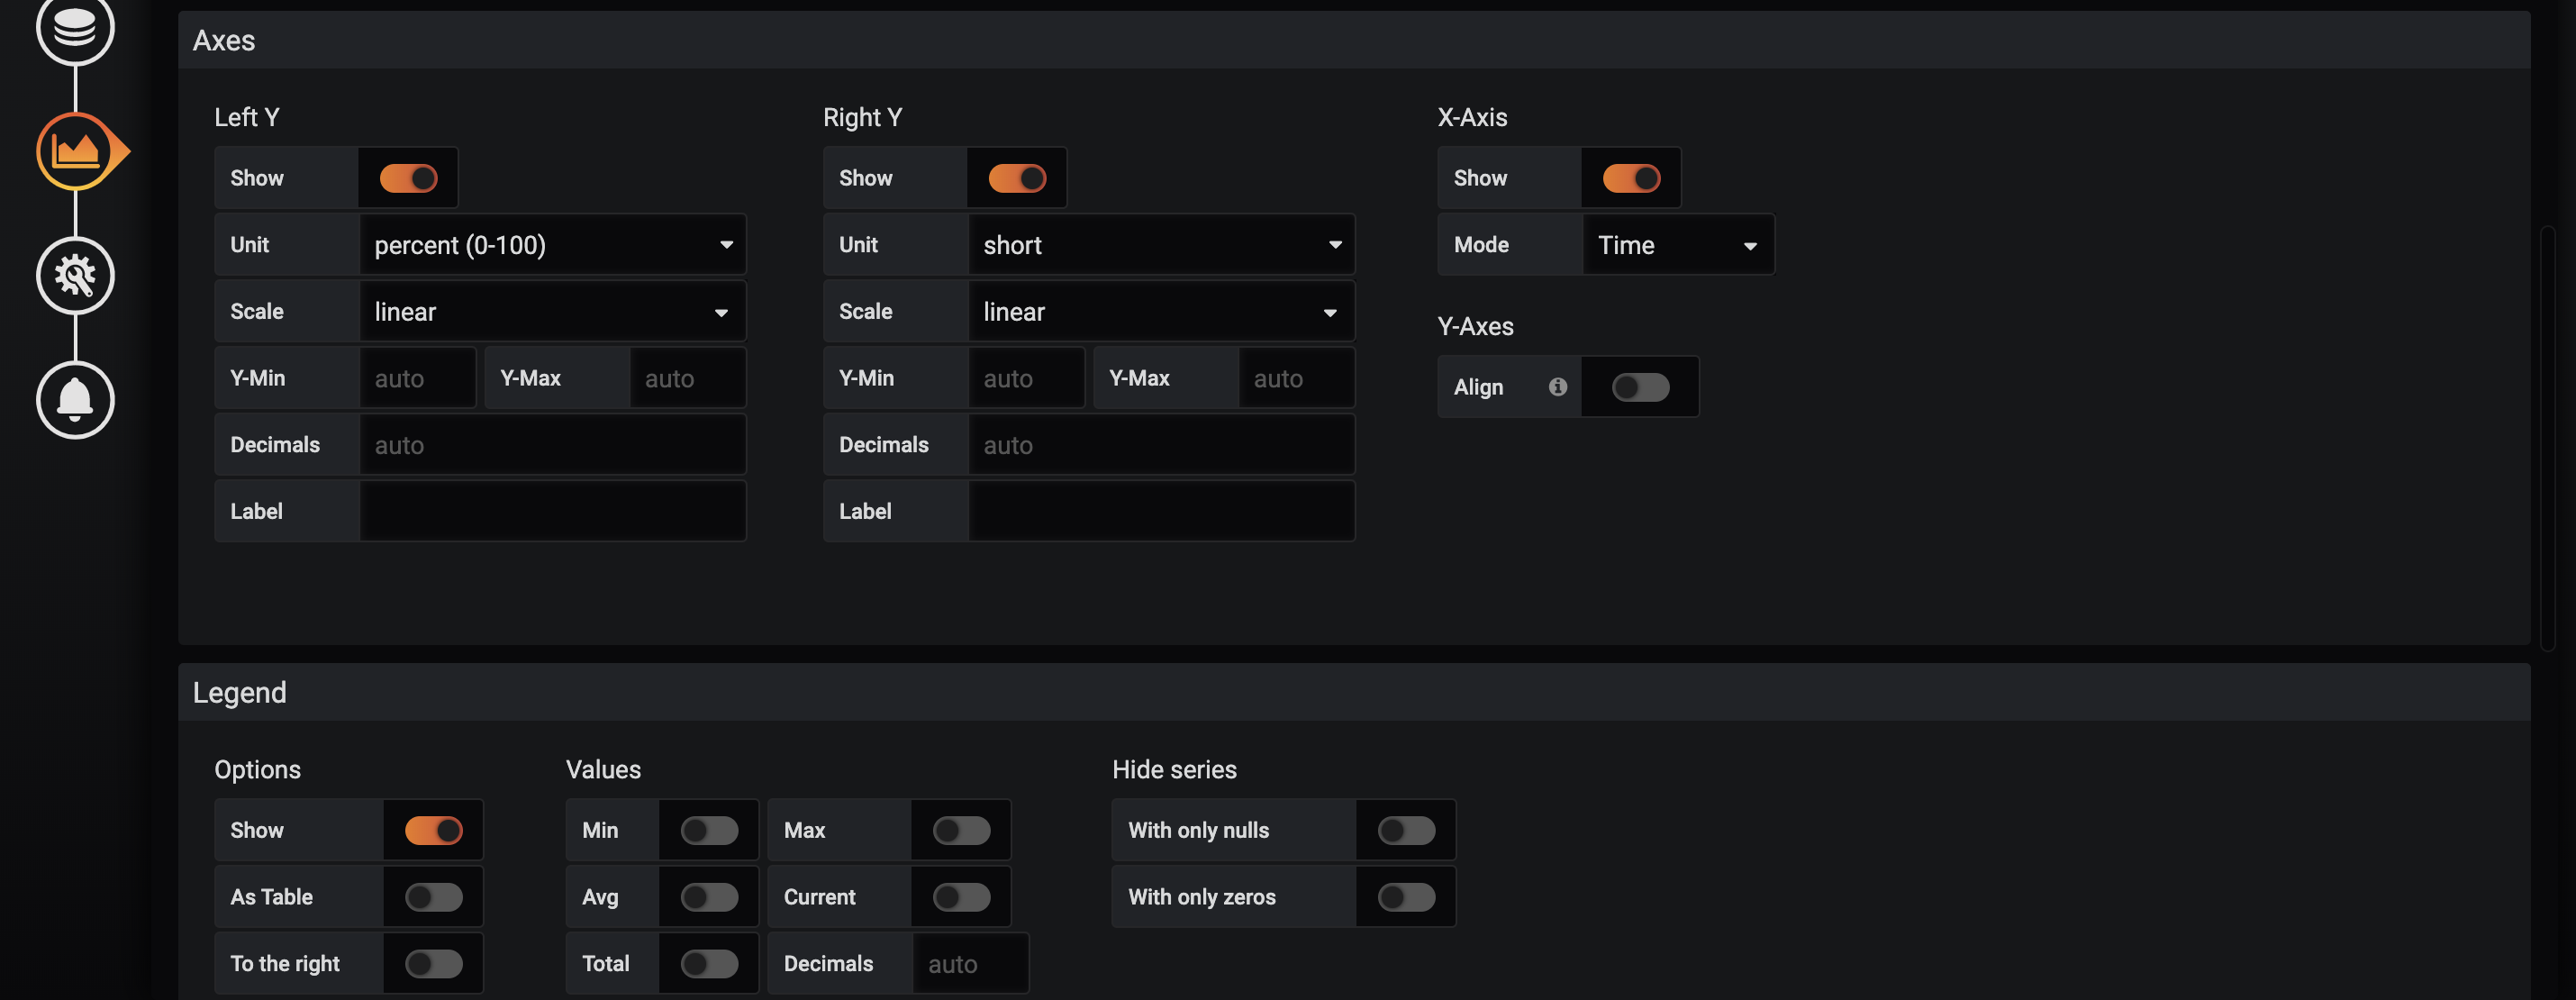 Axes
Left Y
Right Y
X-Axis
Show
Show
Show
Unit
percent (0-100)
Unit
short
Mode
Time
Scale
linear
Scale
linear
Y-Axes
Y-Min
auto
Y-Max
auto
Y-Min
auto
Y-Max
auto
Align
Decimals
auto
Decimals
auto
Label
Label
Legend
Options
Values
Hide series
Show
Min
Max
With only nulls
As Table
Avg
Current
With only zeros
To the right
Total
Decimals
auto